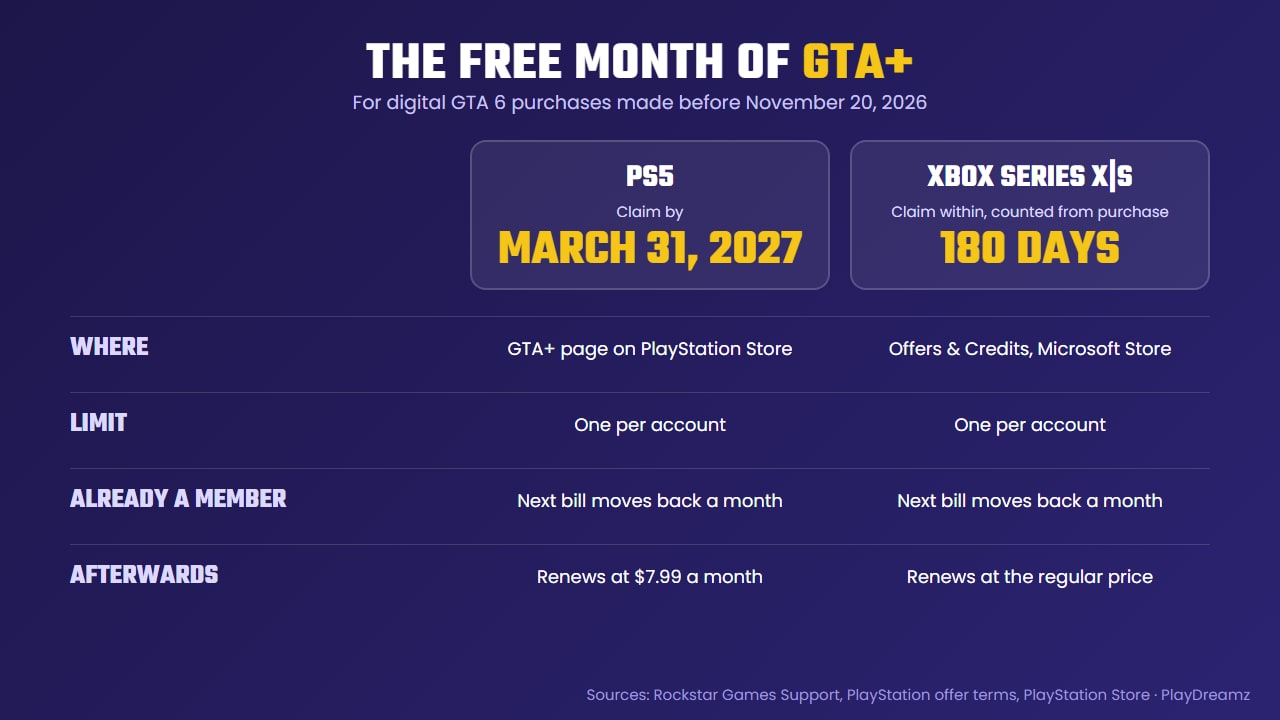 THE FREE MONTH OF GTA+
For digital GTA 6 purchases made before November 20, 2026
PS5
Claim by
MARCH 31, 2027
XBOX SERIES X|S
Claim within, counted from purchase
180 DAYS
WHERE
GTA+ page on PlayStation Store
Offers & Credits, Microsoft Store
LIMIT
One per account
One per account
ALREADY A MEMBER
Next bill moves back a month
Next bill moves back a month
AFTERWARDS
Renews at $7.99 a month
Renews at the regular price
Sources: Rockstar Games Support, PlayStation offer terms, PlayStation Store · PlayDreamz